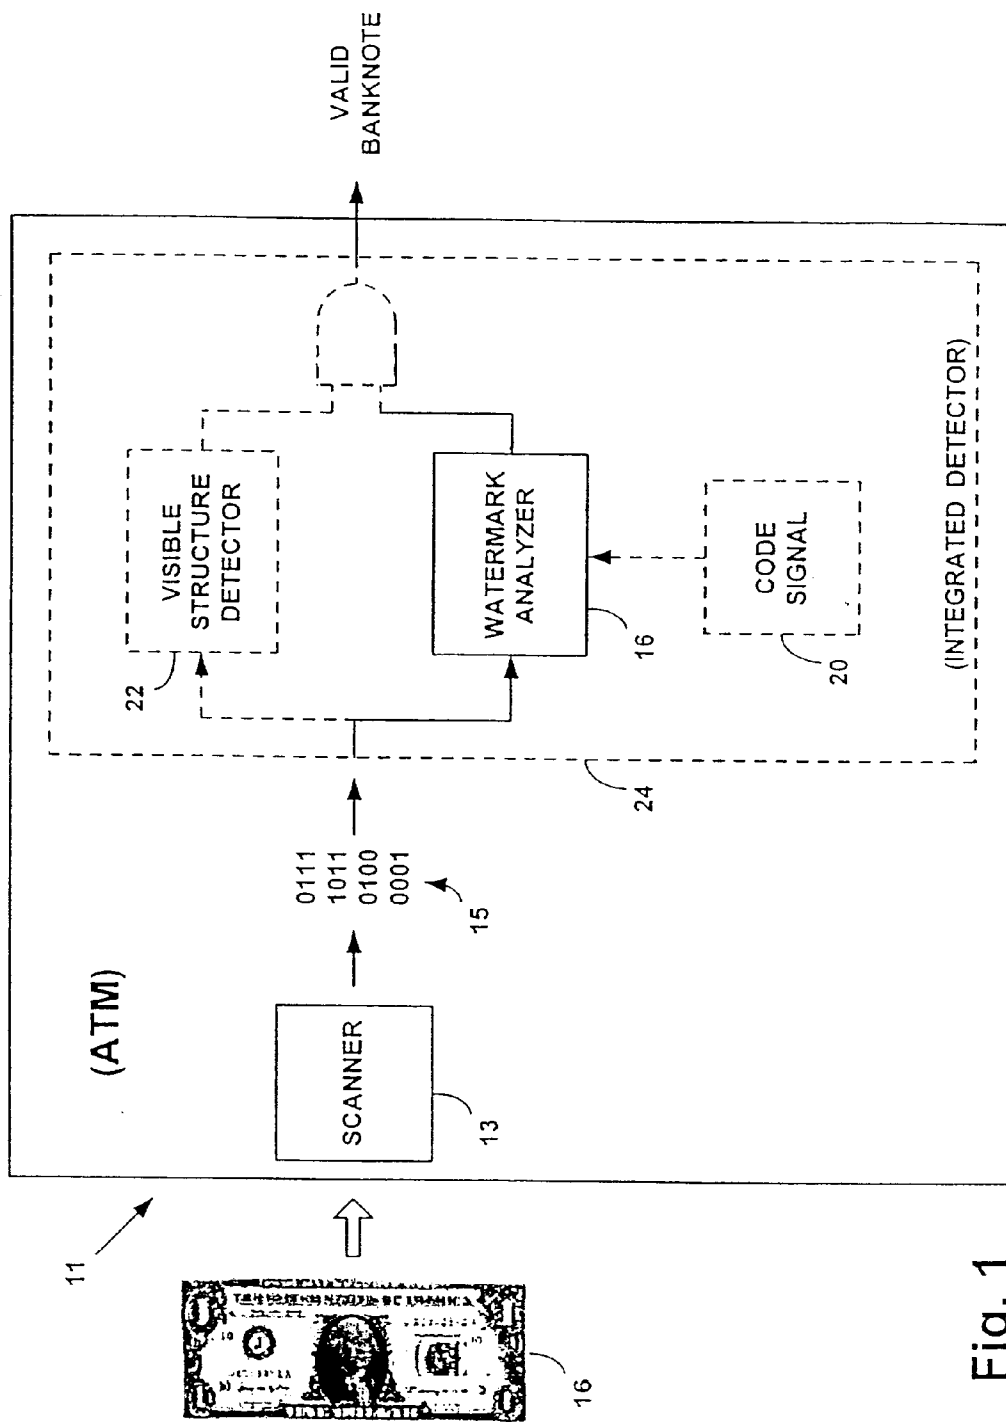 11
(ATM)
16
SCANNER
13
0111
1011
0100
0001
15
22
VISIBLE
STRUCTURE
DETECTOR
WATERMARK
ANALYZER
16
CODE
SIGNAL
20
24
(INTEGRATED DETECTOR)
VALID
BANKNOTE
Fig. 1